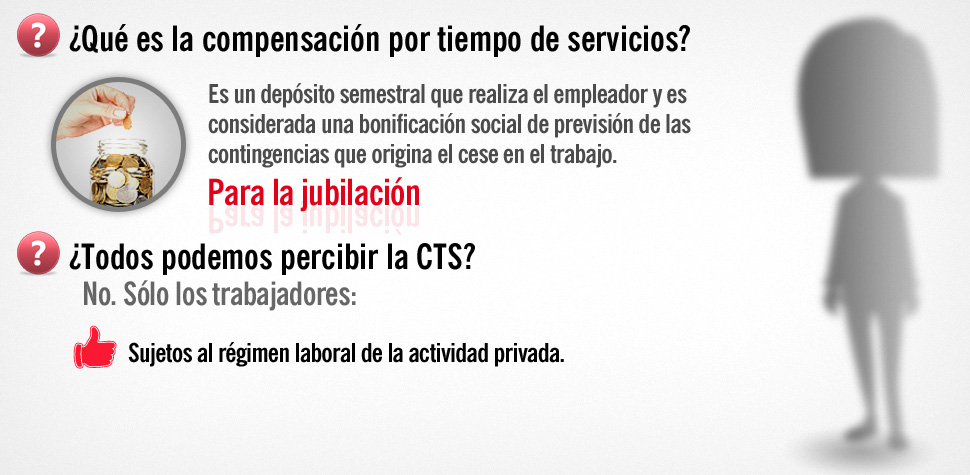 ? ¿Qué es la compensación por tiempo de servicios?
Es un depósito semestral que realiza el empleador y es
considerada una bonificación social de previsión de las
contingencias que origina el cese en el trabajo.
Para la jubilación
? ¿Todos podemos percibir la CTS?
No. Sólo los trabajadores:
Sujetos al régimen laboral de la actividad privada.